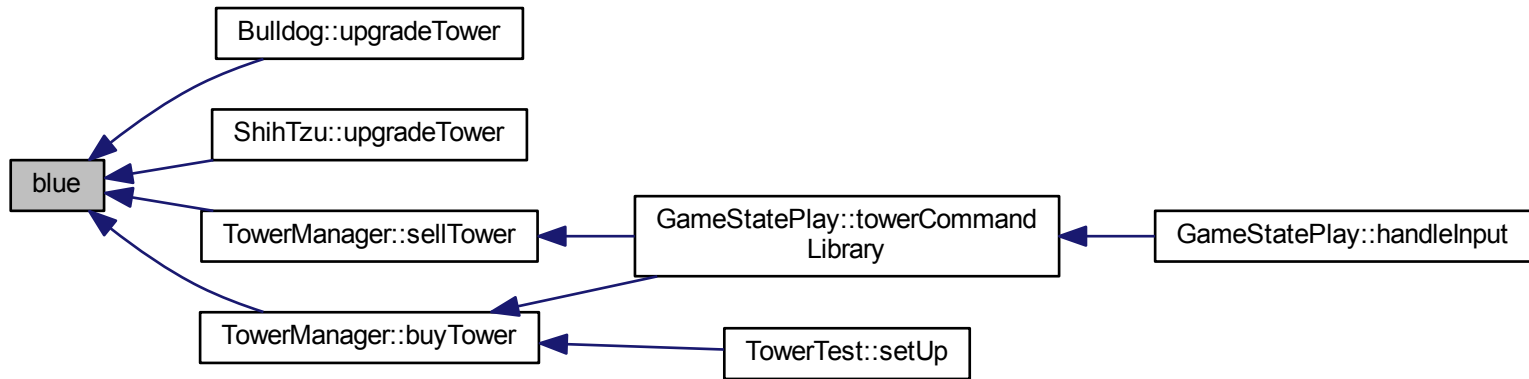 Bulldog::upgradeTower
ShihTzu::upgradeTower
blue
TowerManager::sellTower
GameStatePlay::towerCommand
Library
GameStatePlay::handleInput
TowerManager::buyTower
TowerTest::setUp